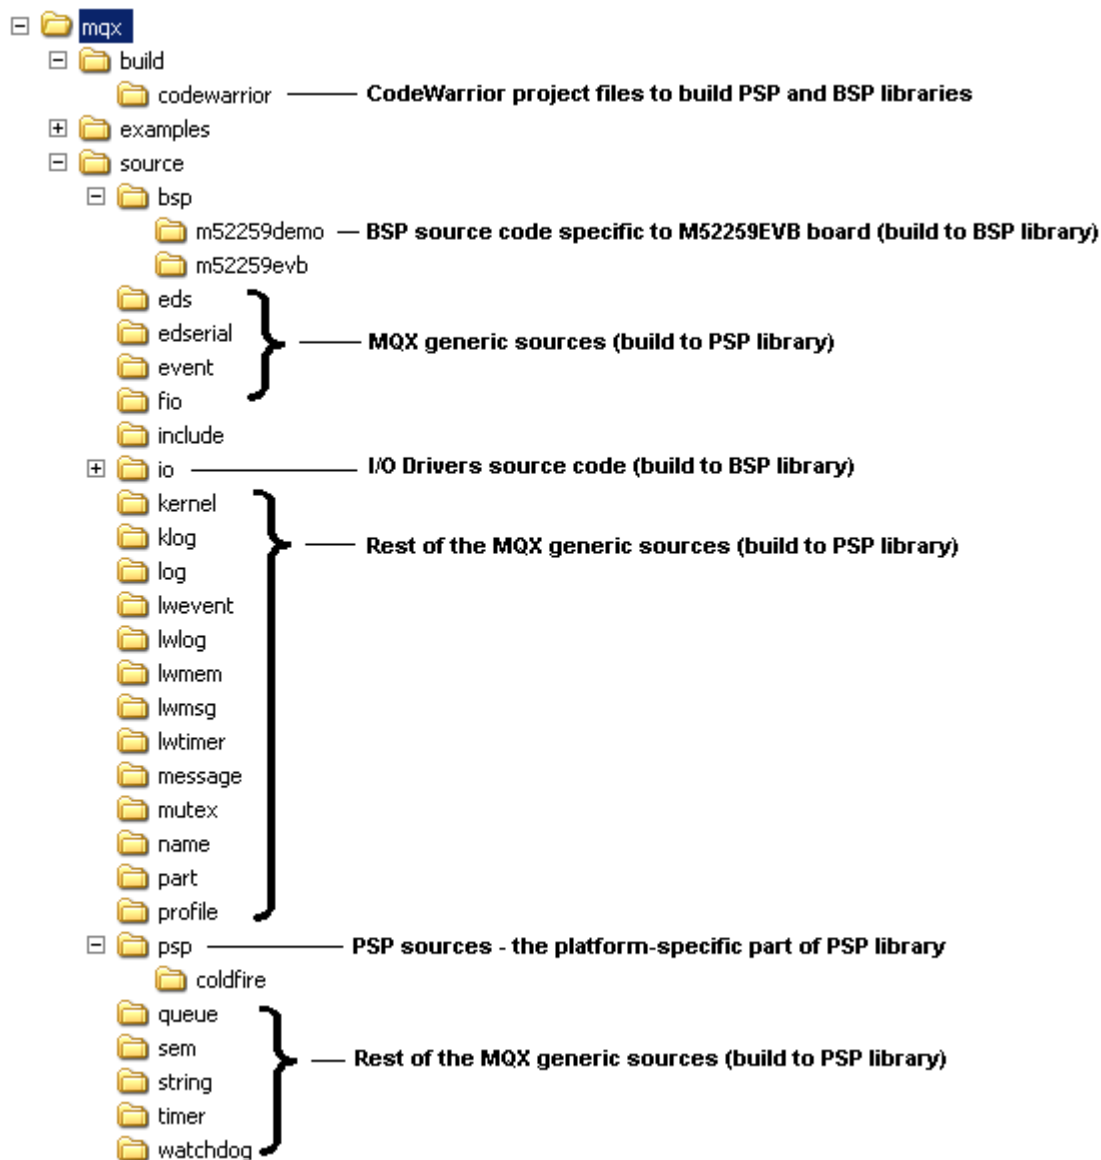 mqx
build
codewarrior CodeWarrior project files to build PSP and BSP libraries
examples
source
bsp
m52259demo BSP source code specific to M52259EVB board (build to BSP library)
m52259evb
eds
edserial
MQX generic sources (build to PSP library)
event
fio
include
io I/O Drivers source code (build to BSP library)
kernel
klog
Rest of the MQX generic sources (build to PSP library)
log
lwevent
lwlog
lwmem
lwmsg
lwtimer
message
mutex
name
part
profile
psp PSP sources - the platform-specific part of PSP library
coldfire
queue
sem
Rest of the MQX generic sources (build to PSP library)
string
timer
watchdog